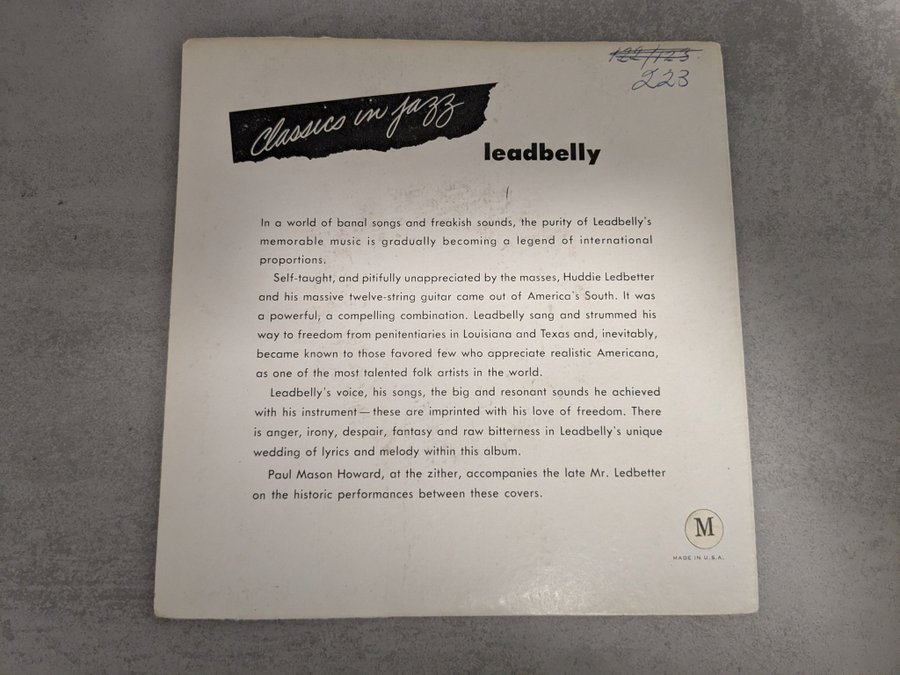 122/123
223
Classics in jazz
leadbelly
In a world of banal songs and freakish sounds, the purity of Leadbelly's
memorable music is gradually becoming a legend of international
proportions.
Self-taught, and pitifully unappreciated by the masses, Huddie Ledbetter
and his massive twelve-string guitar came out of America's South. It was
a powerful, a compelling combination. Leadbelly sang and strummed his
way to freedom from penitentiaries in Louisiana and Texas and, inevitably,
became known to those favored few who appreciate realistic Americana,
as one of the most talented folk artists in the world.
Leadbelly's voice, his songs, the big and resonant sounds he achieved
with his instrument—these are imprinted with his love of freedom. There
is anger, irony, despair, fantasy and raw bitterness in Leadbelly's unique
wedding of lyrics and melody within this album.
Paul Mason Howard, at the zither, accompanies the late Mr. Ledbetter
on the historic performances between these covers.
M
MADE IN U.S.A.